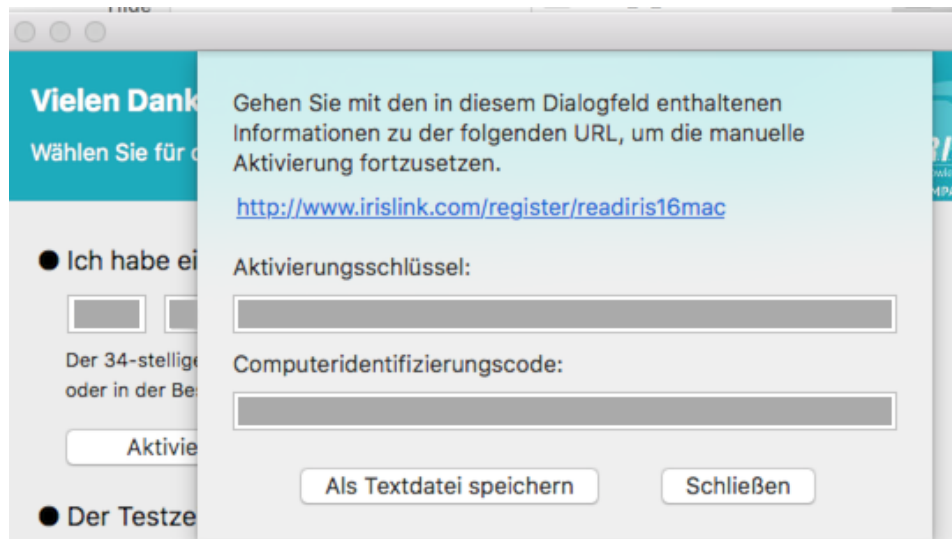 Vielen Dank
Wählen Sie für d
Gehen Sie mit den in diesem Dialogfeld enthaltenen
Informationen zu der folgenden URL, um die manuelle
Aktivierung fortzusetzen.
http://www.irislink.com/register/readiris16mac
Ich habe ei
Der 34-stellige
oder in der Be
Aktivie
Der Testze
Aktivierungsschlüssel:
Computeridentifizierungscode:
Als Textdatei speichern
Schließen